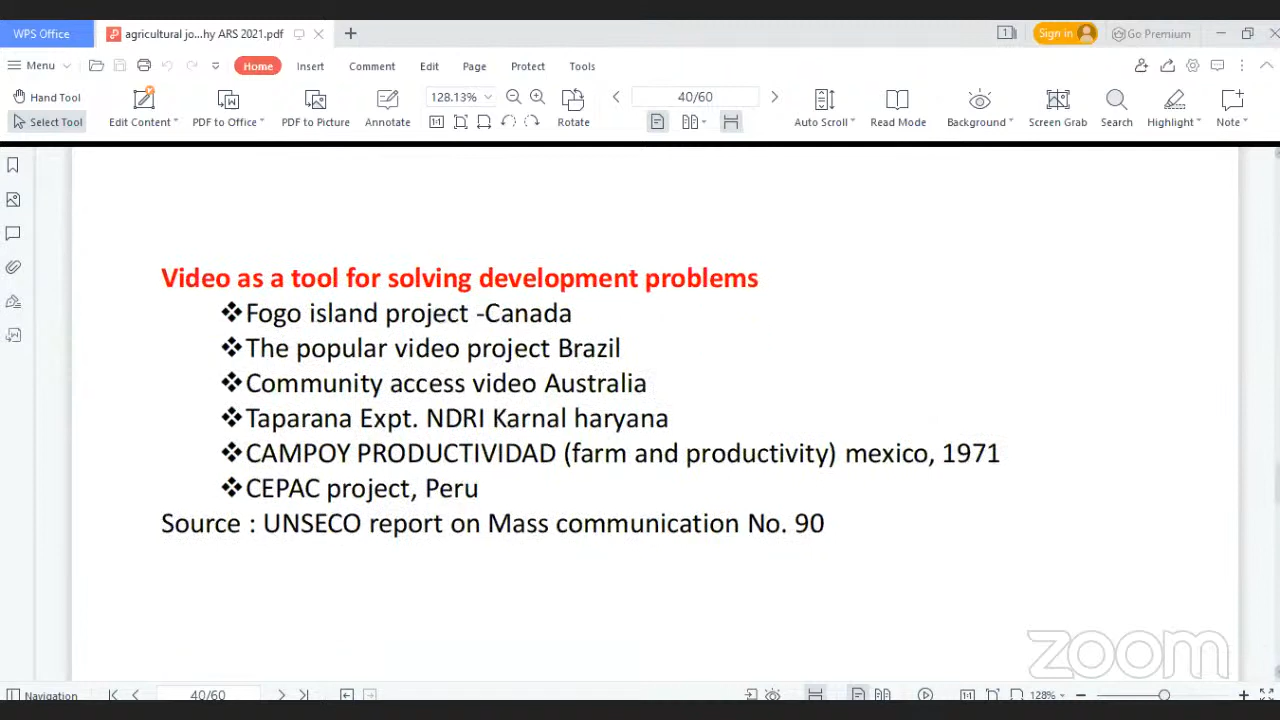 WPS Office
agricultural jo...hy ARS 2021.pdf
1
Sign in
Go Premium
Menu
Home
Insert
Comment
Edit
Page
Protect
Tools
Hand Tool
Select Tool
Edit Content
PDF to Office
PDF to Picture
Annotate
128.13%
Rotate
40/60
Auto Scroll
Read Mode
Background
Screen Grab
Search
Highlight
Note
Video as a tool for solving development problems
❖Fogo island project -Canada
❖The popular video project Brazil
❖Community access video Australia
❖Taparana Expt. NDRI Karnal haryana
❖CAMPOY PRODUCTIVIDAD (farm and productivity) mexico, 1971
❖CEPAC project, Peru
Source : UNSECO report on Mass communication No. 90
zoom
Navigation
40/60
128%